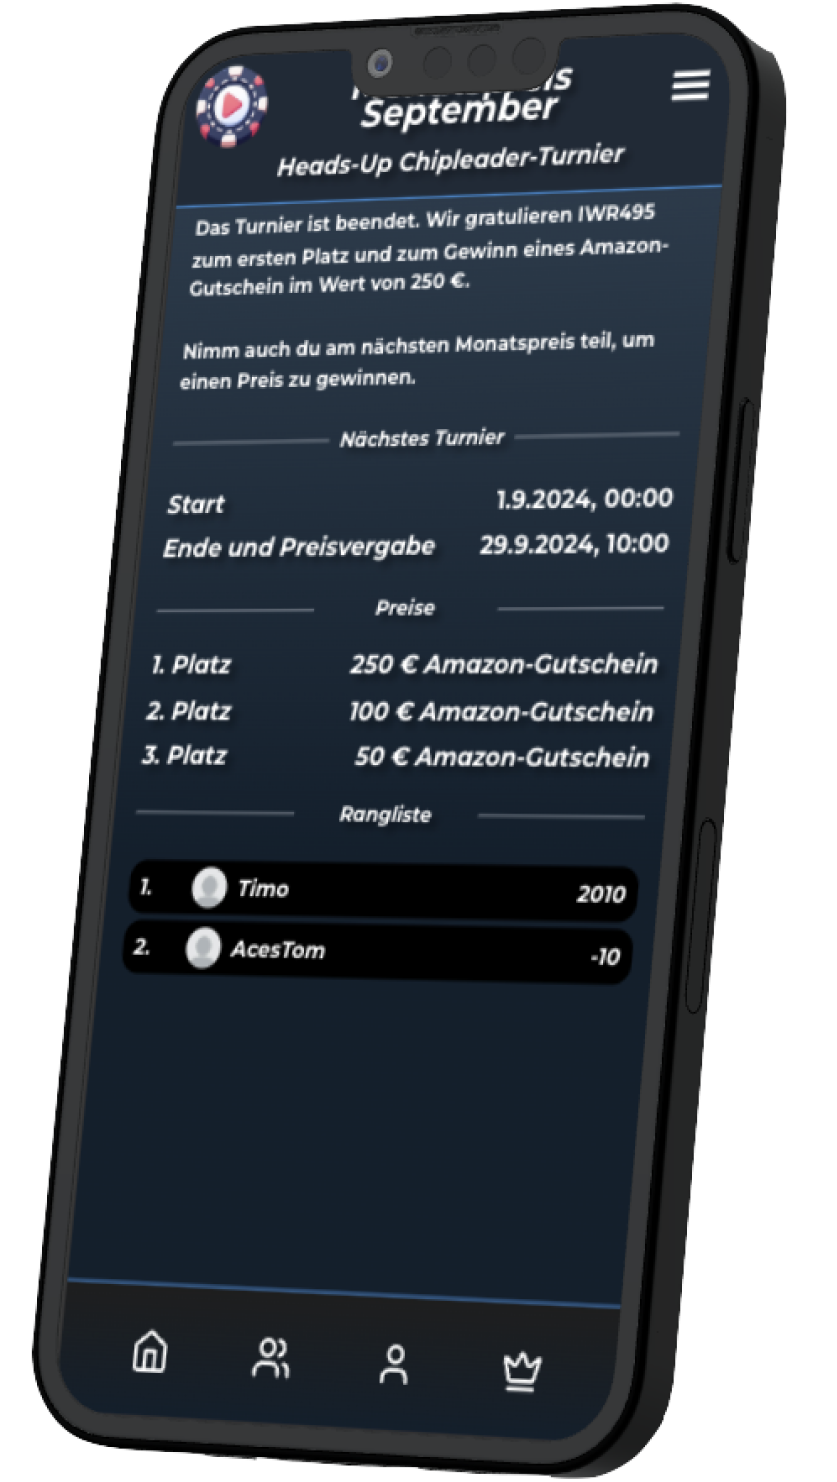 September
Heads-Up Chipleader-Turnier
Das Turnier ist beendet. Wir gratulieren IWR495
zum ersten Platz und zum Gewinn eines Amazon-
Gutschein im Wert von 250 €.
Nimm auch du am nächsten Monatspreis teil, um
einen Preis zu gewinnen.
Nächstes Turnier
Start 1.9.2024, 00:00
Ende und Preisvergabe 29.9.2024, 10:00
Preise
1. Platz 250 € Amazon-Gutschein
2. Platz 100 € Amazon-Gutschein
3. Platz 50 € Amazon-Gutschein
Rangliste
1. Timo 2010
2. AcesTom -10